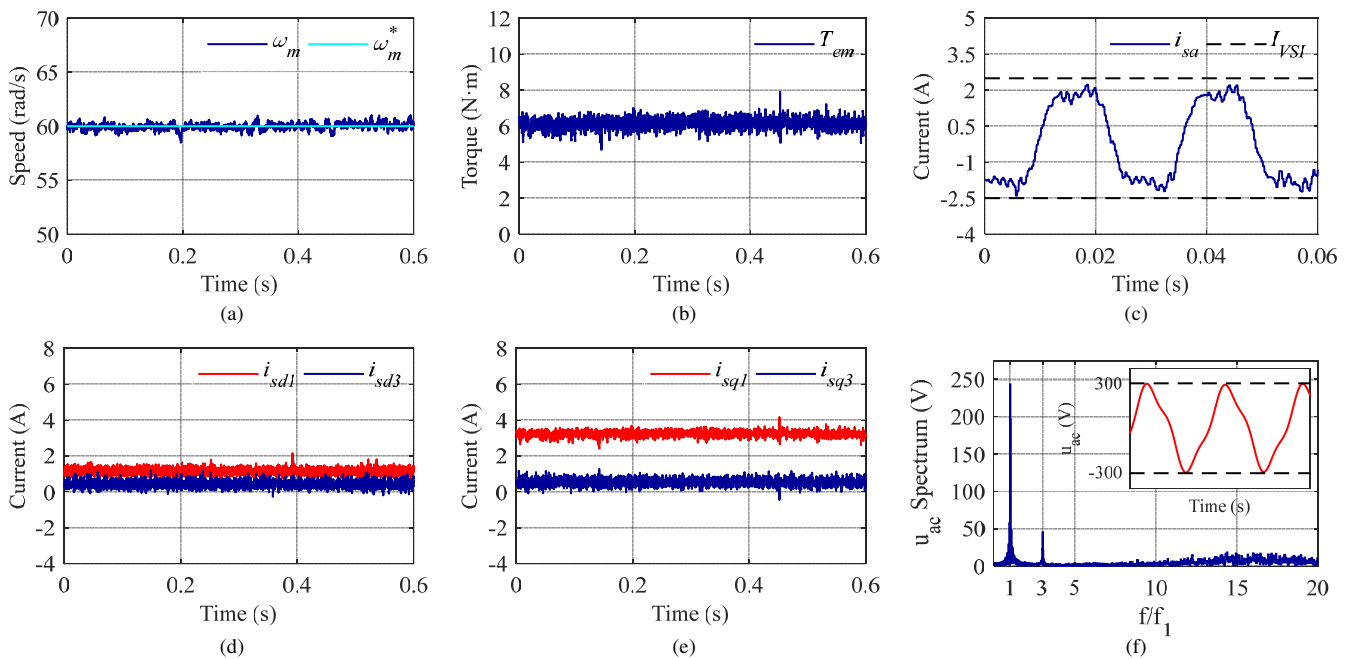 70
65
60
55
50
Speed (rad/s)
ω_m ω_m^*
0 0.2 0.4 0.6
Time (s)
(a)
12
10
8
6
4
2
0
Torque (N·m)
T_em
0 0.2 0.4 0.6
Time (s)
(b)
5
3.5
2
0.5
-1
-2.5
-4
Current (A)
i_sa I_VSI
0 0.02 0.04 0.06
Time (s)
(c)
8
6
4
2
0
-2
-4
Current (A)
i_sd1 i_sd3
0 0.2 0.4 0.6
Time (s)
(d)
8
6
4
2
0
-2
-4
Current (A)
i_sq1 i_sq3
0 0.2 0.4 0.6
Time (s)
(e)
250
200
150
100
50
0
u_ac Spectrum (V)
300
-300
u_ac (V)
Time (s)
1 3 5 10 15 20
f/f_1
(f)